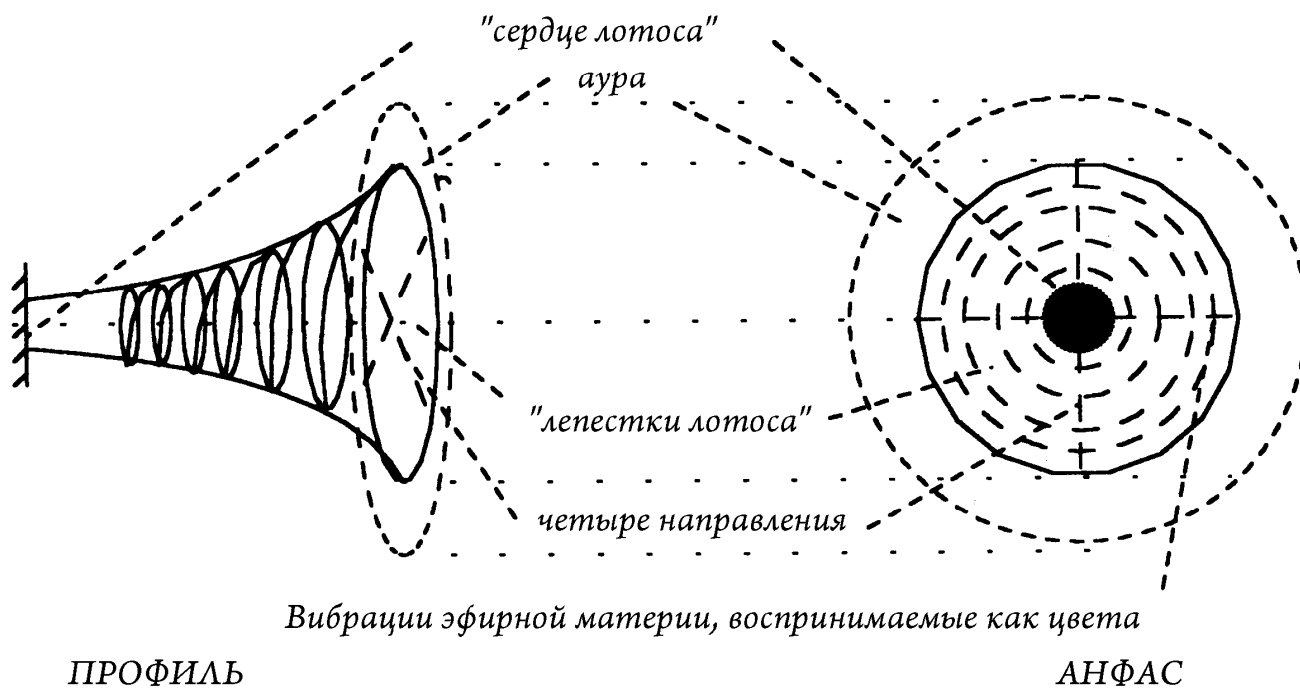 "сердце лотоса"
аура
"лепестки лотоса"
четыре направления
Вибрации эфирной материи, воспринимаемые как цвета
ПРОФИЛЬ
АНФАС